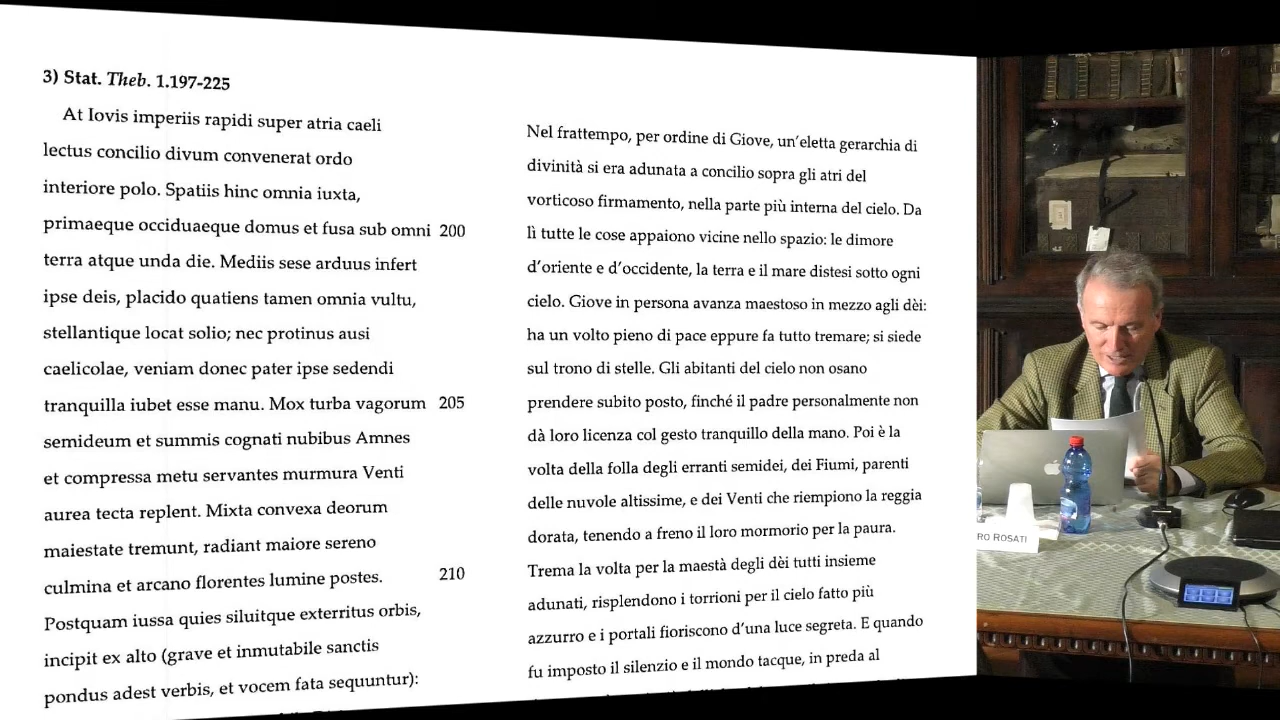 3) Stat. Theb. 1.197-225
At Iovis imperiis rapidi super atria caeli
lectus concilio divum convenerat ordo
interiore polo. Spatiis hinc omnia iuxta,
primaeque occiduaeque domus et fusa sub omni 200
terra atque unda die. Mediis sese arduus infert
ipse deis, placido quatiens tamen omnia vultu,
stellantique locat solio; nec protinus ausi
caelicolae, veniam donec pater ipse sedendi
tranquilla iubet esse manu. Mox turba vagorum 205
semideum et summis cognati nubibus Amnes
et compressa metu servantes murmura Venti
aurea tecta replent. Mixta convexa deorum
maiestate tremunt, radiant maiore sereno
culmina et arcano florentes lumine postes. 210
Postquam iussa quies siluitque exterritus orbis,
incipit ex alto (grave et inmutabile sanctis
pondus adest verbis, et vocem fata sequuntur):
Nel frattempo, per ordine di Giove, un'eletta gerarchia di
divinità si era adunata a concilio sopra gli atri del
vorticoso firmamento, nella parte più interna del cielo. Da
lì tutte le cose appaiono vicine nello spazio: le dimore
d'oriente e d'occidente, la terra e il mare distesi sotto ogni
cielo. Giove in persona avanza maestoso in mezzo agli dèi:
ha un volto pieno di pace eppure fa tutto tremare; si siede
sul trono di stelle. Gli abitanti del cielo non osano
prendere subito posto, finché il padre personalmente non
dà loro licenza col gesto tranquillo della mano. Poi è la
volta della folla degli erranti semidei, dei Fiumi, parenti
delle nuvole altissime, e dei Venti che riempiono la reggia
dorata, tenendo a freno il loro mormorio per la paura.
Trema la volta per la maestà degli dèi tutti insieme
adunati, risplendono i torrioni per il cielo fatto più
azzurro e i portali fioriscono d'una luce segreta. E quando
fu imposto il silenzio e il mondo tacque, in preda al
RO ROSATI